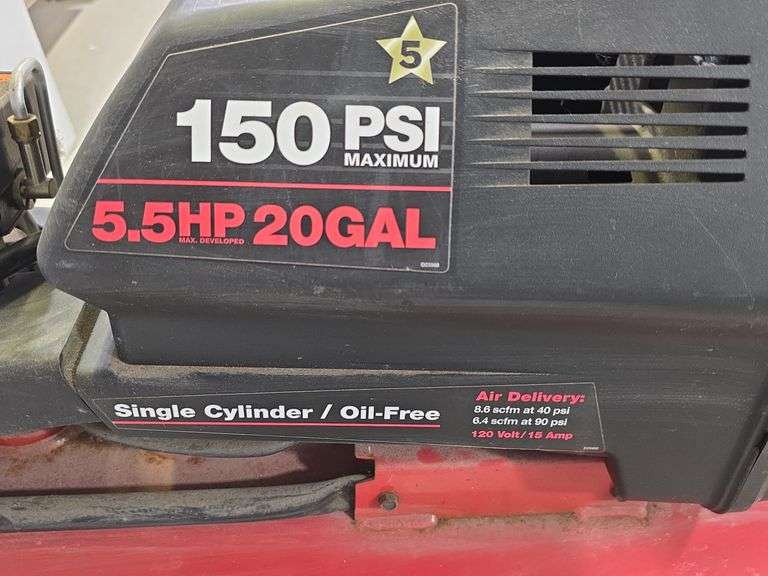 5
150 PSI
MAXIMUM
5.5HP 20GAL
MAX. DEVELOPED
Single Cylinder / Oil-Free
Air Delivery:
8.6 scfm at 40 psi
6.4 scfm at 90 psi
120 Volt/15 Amp